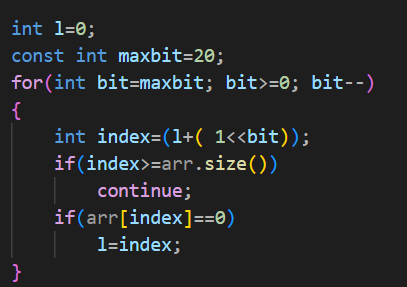 int l=0;
const int maxbit=20;
for(int bit=maxbit; bit>=0; bit--)
{
    int index=(l+( 1<<bit));
    if(index>=arr.size())
        continue;
    if(arr[index]==0)
        l=index;
}